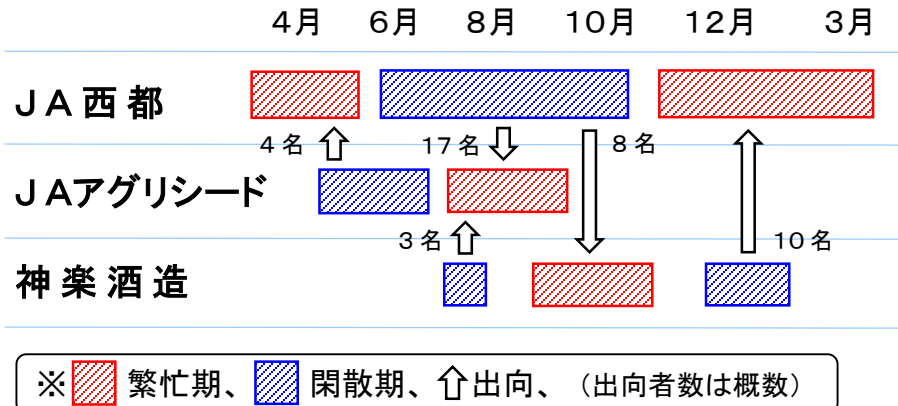 4月 6月 8月 10月 12月 3月
JA西都
4名 17名 8名
JAアグリシード
3名 10名
神楽酒造
※ 繁忙期、 閑散期、 出向、（出向者数は概数）